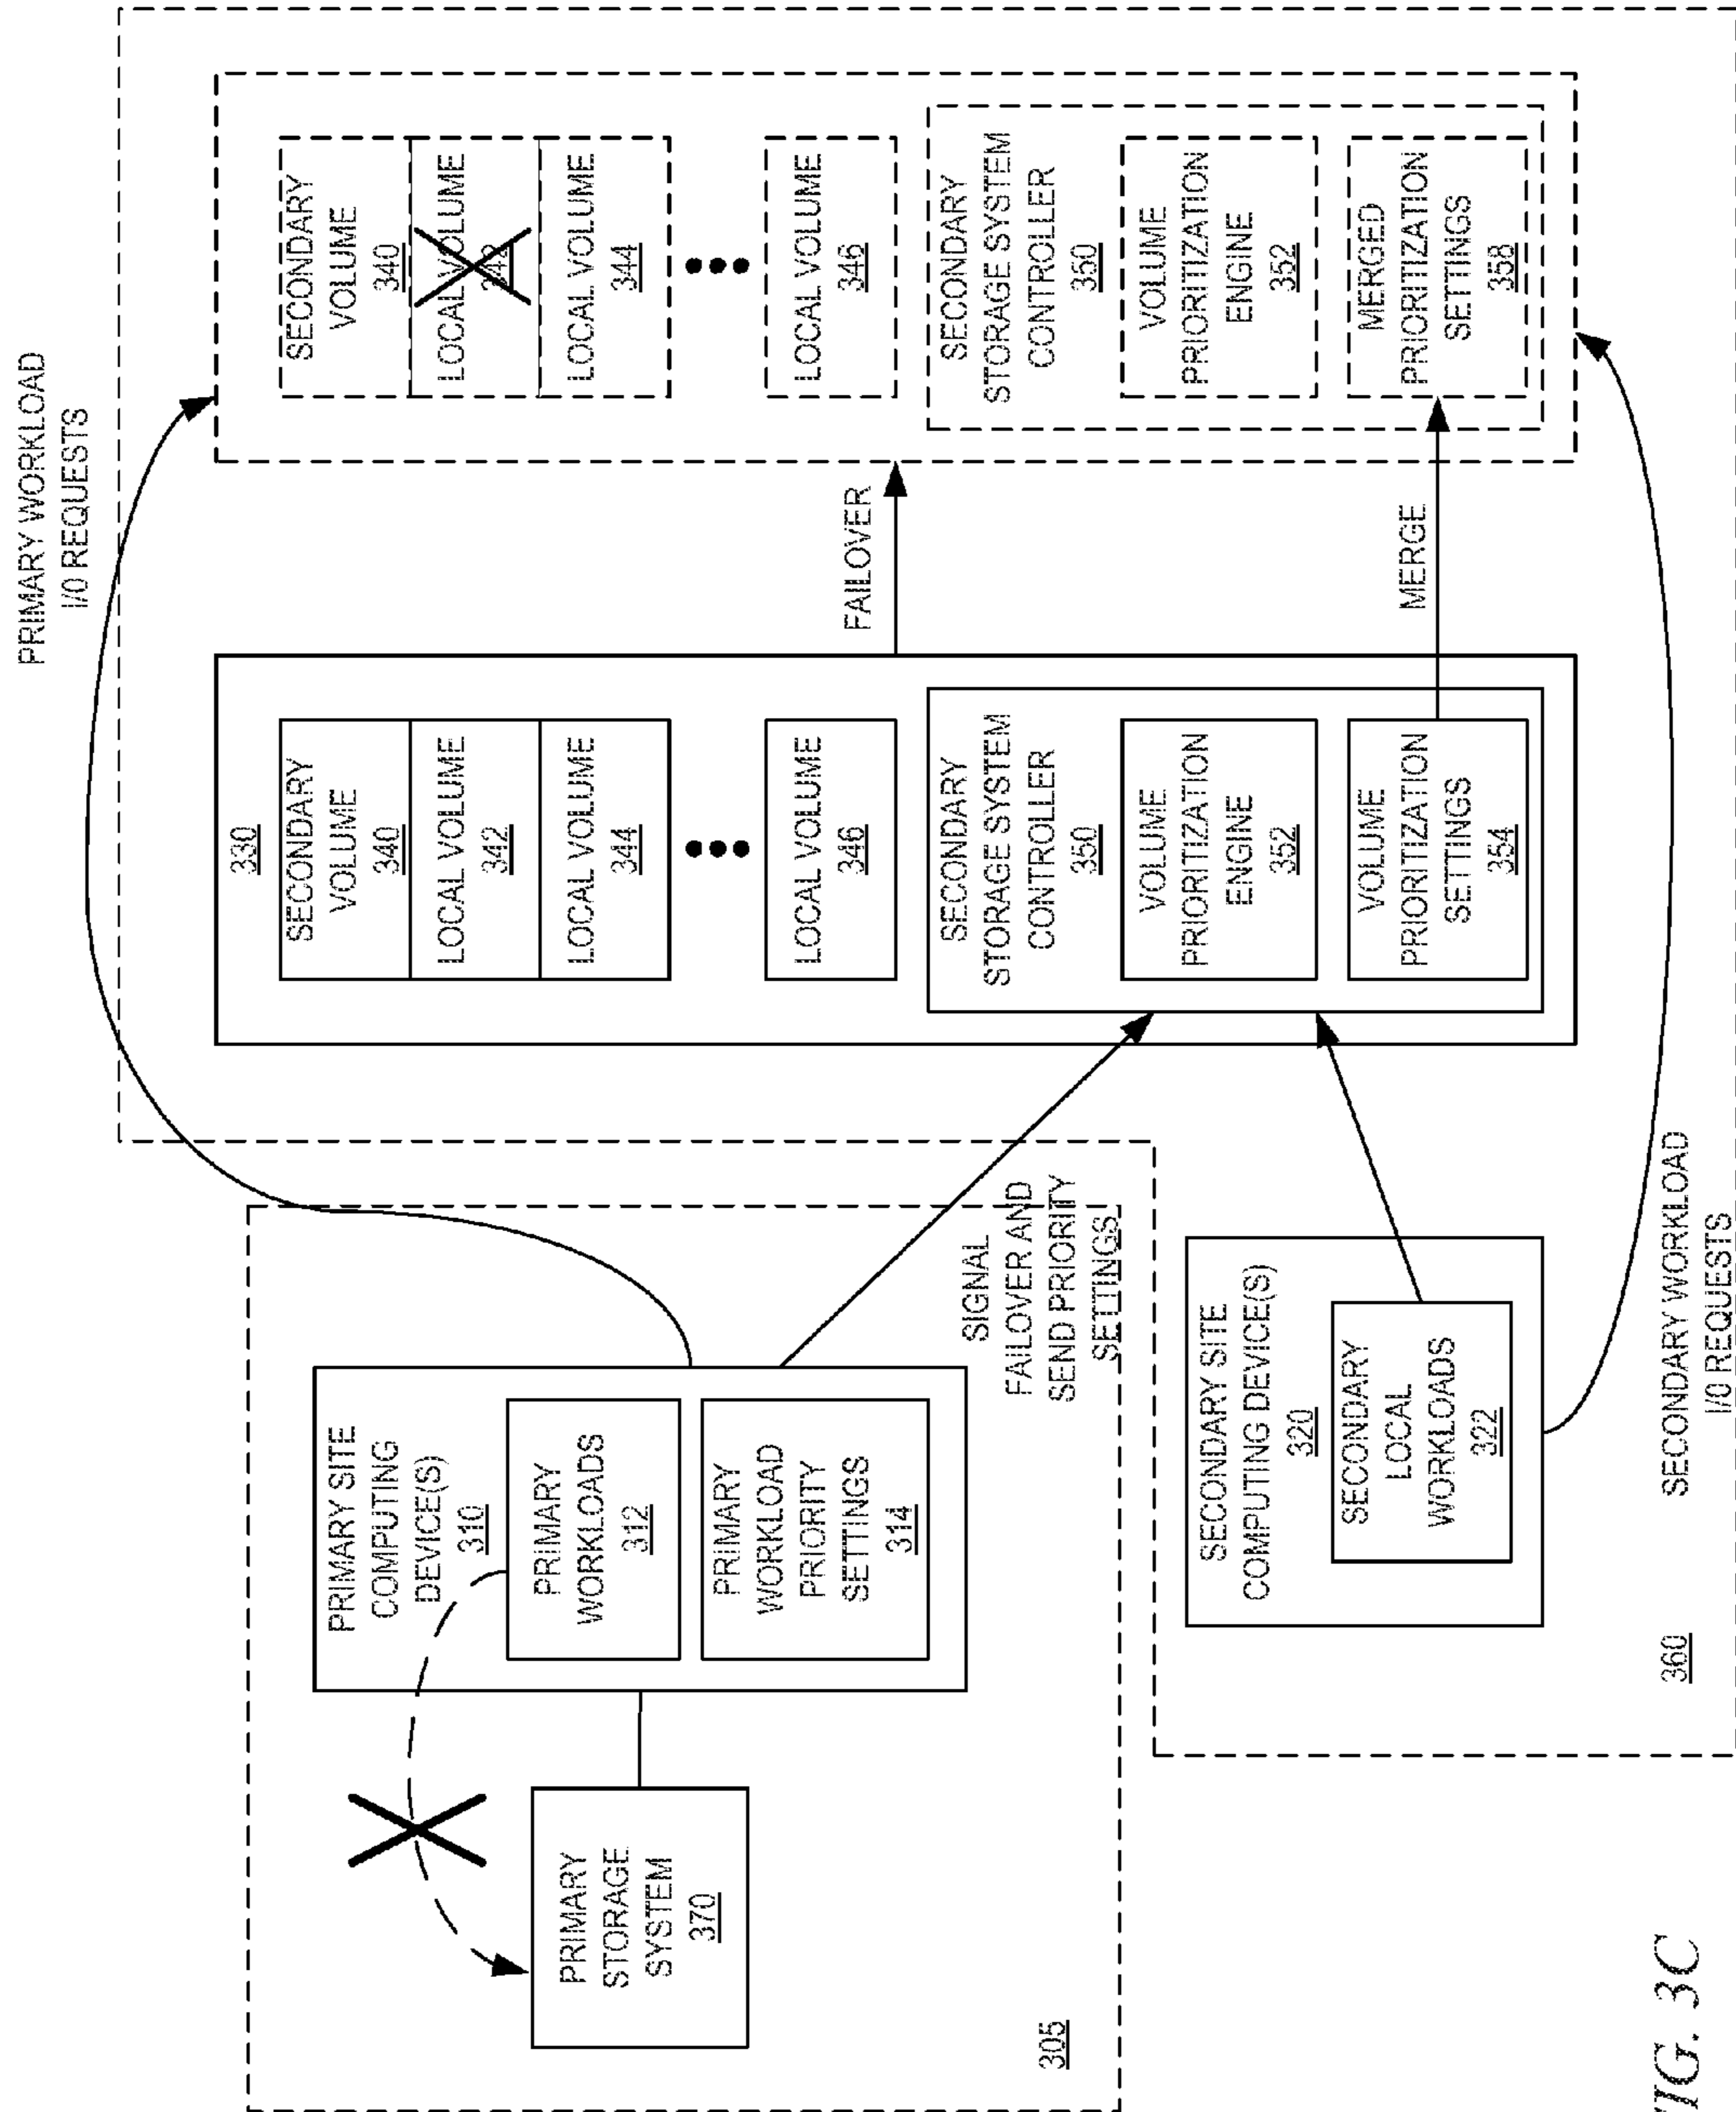 PRIMARY WORKLOAD
I/O REQUESTS
305
PRIMARY
STORAGE
SYSTEM
370
PRIMARY SITE
COMPUTING
DEVICE(S)
310
PRIMARY
WORKLOADS
312
PRIMARY
WORKLOAD
PRIORITY
SETTINGS
314
SIGNAL
FAILOVER AND
SEND PRIORITY
SETTINGS
SECONDARY SITE
COMPUTING DEVICE(S)
320
SECONDARY
LOCAL
WORKLOADS
322
360
SECONDARY WORKLOAD
I/O REQUESTS
330
SECONDARY
VOLUME
340
LOCAL VOLUME
342
LOCAL VOLUME
344
LOCAL VOLUME
346
SECONDARY
STORAGE SYSTEM
CONTROLLER
350
VOLUME
PRIORITIZATION
ENGINE
352
VOLUME
PRIORITIZATION
SETTINGS
354
FAILOVER
MERGE
SECONDARY
VOLUME
340
LOCAL VOLUME
342
LOCAL VOLUME
344
LOCAL VOLUME
346
SECONDARY
STORAGE SYSTEM
CONTROLLER
350
VOLUME
PRIORITIZATION
ENGINE
352
MERGED
PRIORITIZATION
SETTINGS
358
FIG. 3C